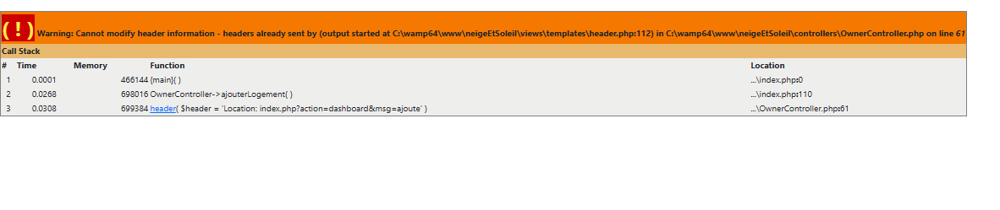 (!) Warning: Cannot modify header information - headers already sent by (output started at C:\wamp64\www\neigeEtSoleil\views\templates\header.php:112) in C:\wamp64\www\neigeEtSoleil\controllers\OwnerController.php on line 61
Call Stack
# Time Memory Function Location
1 0.0001 466144 {main}( ) ...\index.php:0
2 0.0268 698016 OwnerController->ajouterLogement( ) ...\index.php:110
3 0.0308 699384 header( $header = 'Location: index.php?action=dashboard&msg=ajoute' ) ...\OwnerController.php:61